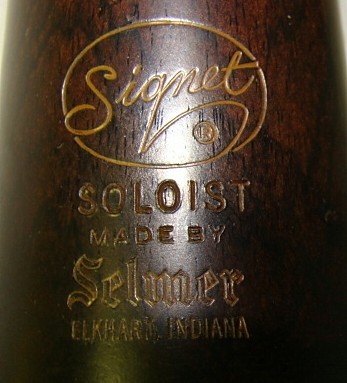 Signet ®
SOLOIST
MADE BY
Selmer
ELKHART, INDIANA